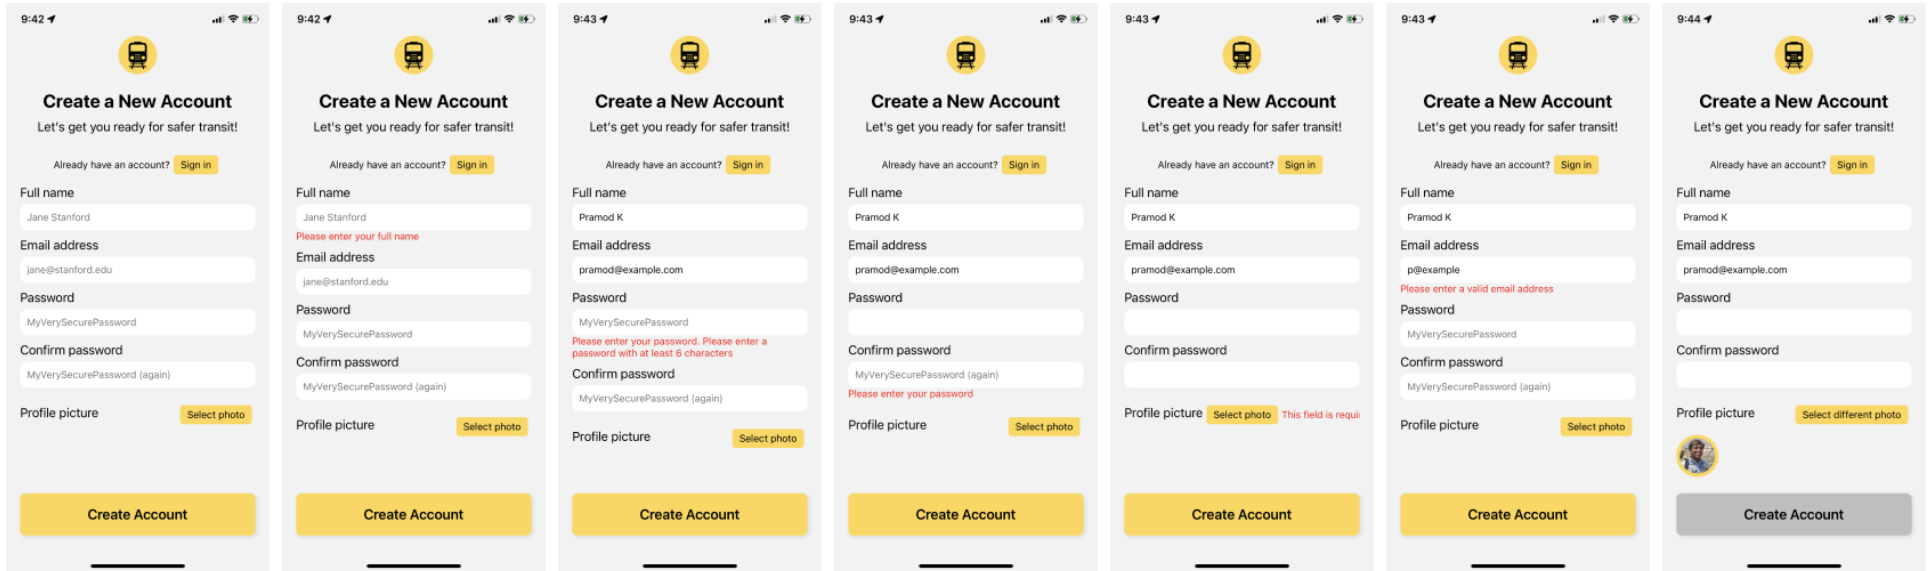 9:42
Create a New Account
Let's get you ready for safer transit!
Already have an account? Sign in
Full name
Jane Stanford
Email address
jane@stanford.edu
Password
MyVerySecurePassword
Confirm password
MyVerySecurePassword (again)
Profile picture Select photo
Create Account
9:42
Create a New Account
Let's get you ready for safer transit!
Already have an account? Sign in
Full name
Jane Stanford
Please enter your full name
Email address
jane@stanford.edu
Password
MyVerySecurePassword
Confirm password
MyVerySecurePassword (again)
Profile picture Select photo
Create Account
9:43
Create a New Account
Let's get you ready for safer transit!
Already have an account? Sign in
Full name
Pramod K
Email address
pramod@example.com
Password
MyVerySecurePassword
Please enter your password. Please enter a
password with at least 6 characters
Confirm password
MyVerySecurePassword (again)
Profile picture Select photo
Create Account
9:43
Create a New Account
Let's get you ready for safer transit!
Already have an account? Sign in
Full name
Pramod K
Email address
pramod@example.com
Password
Confirm password
MyVerySecurePassword (again)
Please enter your password
Profile picture Select photo
Create Account
9:43
Create a New Account
Let's get you ready for safer transit!
Already have an account? Sign in
Full name
Pramod K
Email address
pramod@example.com
Password
Confirm password
Profile picture Select photo This field is requi
Create Account
9:43
Create a New Account
Let's get you ready for safer transit!
Already have an account? Sign in
Full name
Pramod K
Email address
p@example
Please enter a valid email address
Password
MyVerySecurePassword
Confirm password
MyVerySecurePassword (again)
Profile picture Select photo
Create Account
9:44
Create a New Account
Let's get you ready for safer transit!
Already have an account? Sign in
Full name
Pramod K
Email address
pramod@example.com
Password
Confirm password
Profile picture Select different photo
Create Account